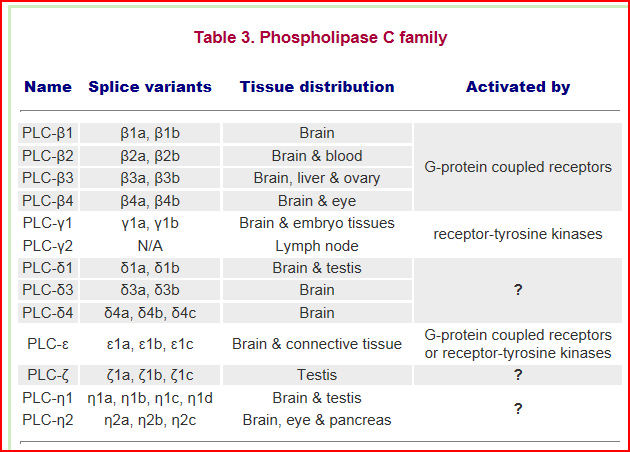 Table 3. Phospholipase C family
Name Splice variants Tissue distribution Activated by
PLC-β1 β1a, β1b Brain
PLC-β2 β2a, β2b Brain & blood
G-protein coupled receptors
PLC-β3 β3a, β3b Brain, liver & ovary
PLC-β4 β4a, β4b Brain & eye
PLC-γ1 γ1a, γ1b Brain & embryo tissues
receptor-tyrosine kinases
PLC-γ2 N/A Lymph node
PLC-δ1 δ1a, δ1b Brain & testis
PLC-δ3 δ3a, δ3b Brain ?
PLC-δ4 δ4a, δ4b, δ4c Brain
PLC-ε ε1a, ε1b, ε1c Brain & connective tissue G-protein coupled receptors
or receptor-tyrosine kinases
PLC-ζ ζ1a, ζ1b, ζ1c Testis ?
PLC-η1 η1a, η1b, η1c, η1d Brain & testis
?
PLC-η2 η2a, η2b, η2c Brain, eye & pancreas